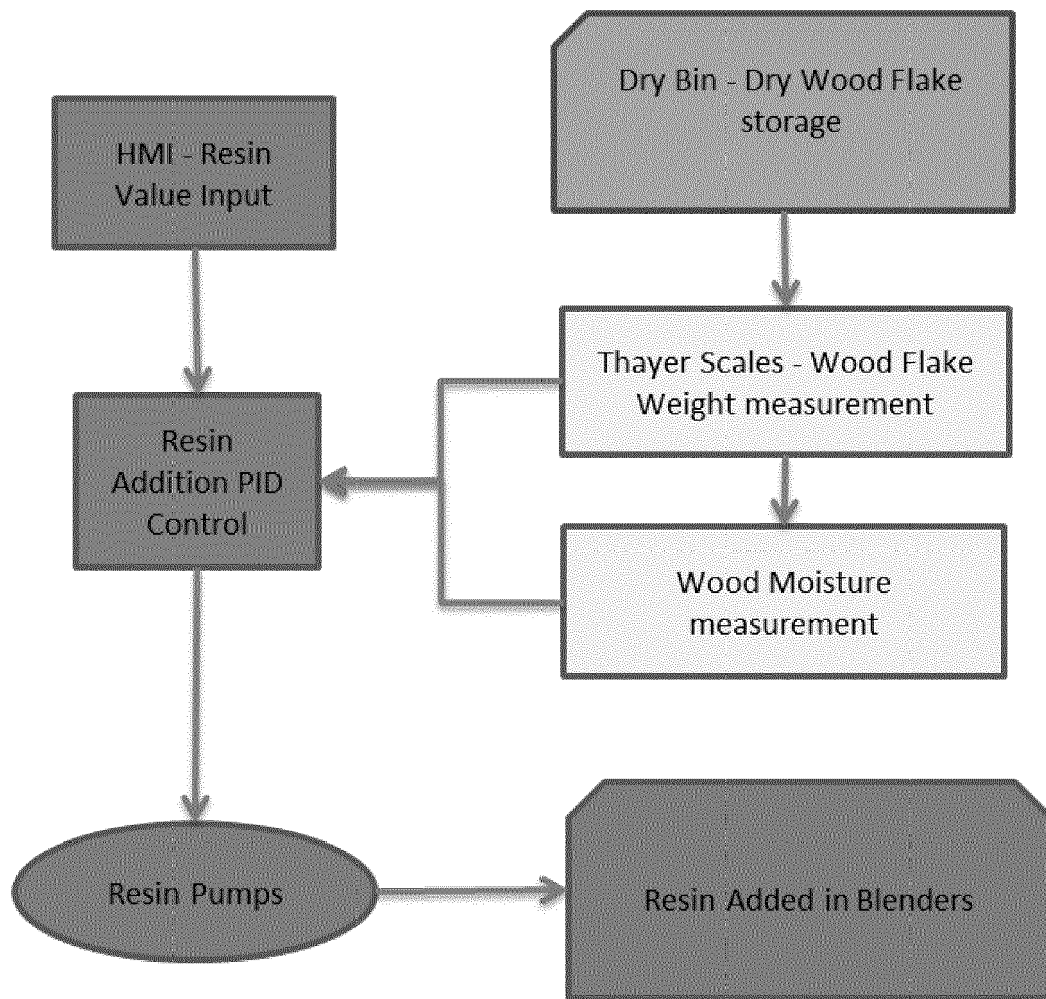 Dry Bin - Dry Wood Flake
storage
HMI - Resin
Value Input
Thayer Scales - Wood Flake
Weight measurement
Resin
Addition PID
Control
Wood Moisture
measurement
Resin Pumps
Resin Added in Blenders